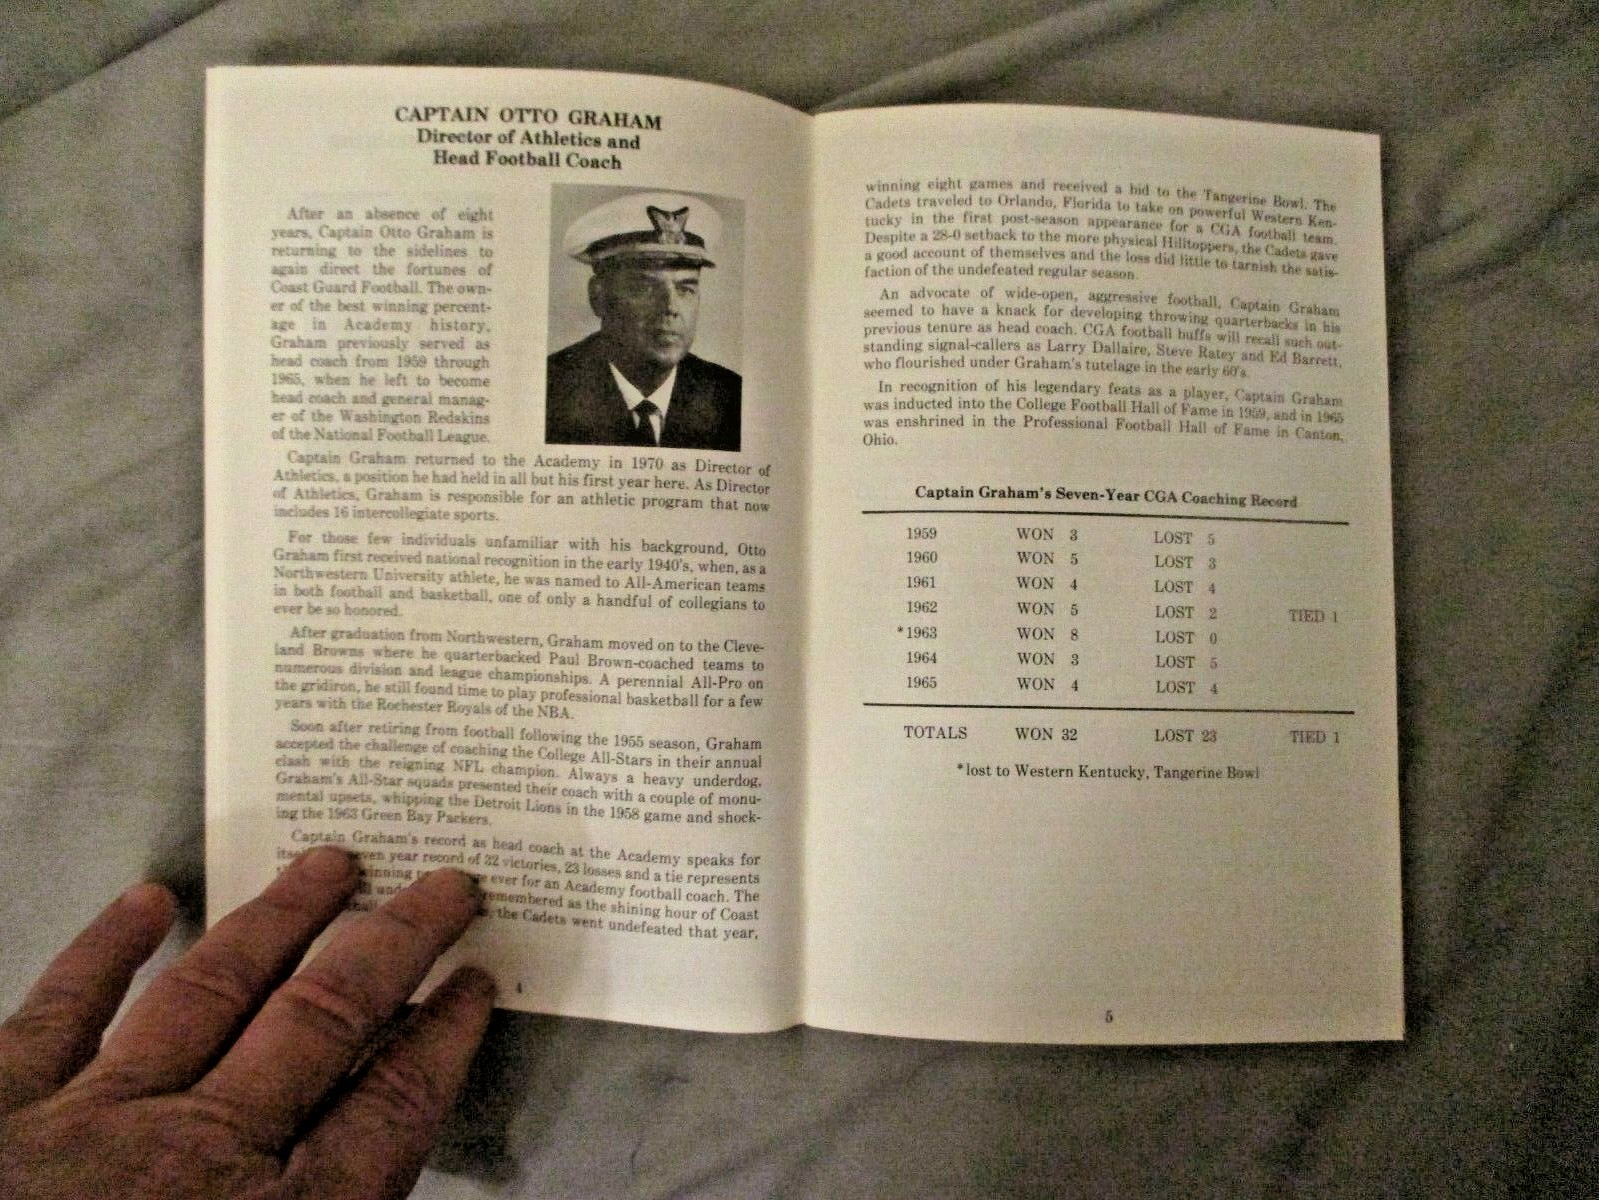 CAPTAIN OTTO GRAHAM
Director of Athletics and
Head Football Coach
After an absence of eight
years, Captain Otto Graham is
returning to the sidelines to
again direct the fortunes of
Coast Guard Football. The own-
er of the best winning percent-
age in Academy history,
Graham previously served as
head coach from 1959 through
1965, when he left to become
head coach and general manag-
er of the Washington Redskins
of the National Football League.
Captain Graham returned to the Academy in 1970 as Director of
Athletics, a position he had held in all but his first year here. As Director
of Athletics, Graham is responsible for an athletic program that now
includes 16 intercollegiate sports.
For those few individuals unfamiliar with his background, Otto
Graham first received national recognition in the early 1940's, when, as a
Northwestern University athlete, he was named to All-American teams
in both football and basketball, one of only a handful of collegians to
ever be so honored.
After graduation from Northwestern, Graham moved on to the Cleve-
land Browns where he quarterbacked Paul Brown-coached teams to
numerous division and league championships. A perennial All-Pro on
the gridiron, he still found time to play professional basketball for a few
years with the Rochester Royals of the NBA.
Soon after retiring from football following the 1955 season, Graham
accepted the challenge of coaching the College All-Stars in their annual
clash with the reigning NFL champion. Always a heavy underdog,
Graham's All-Star squads presented their coach with a couple of monu-
mental upsets, whipping the Detroit Lions in the 1958 game and shock-
ing the 1963 Green Bay Packers.
Captain Graham's record as head coach at the Academy speaks for
year record of 32 victories, 23 losses and a tie represents
winning ever for an Academy football coach. The
remembered as the shining hour of Coast
the Cadets went undefeated that year,
4
winning eight games and received a bid to the Tangerine Bowl. The
Cadets traveled to Orlando, Florida to take on powerful Western Ken-
tucky in the first post-season appearance for a CGA football team.
Despite a 28-0 setback to the more physical Hilltoppers, the Cadets gave
a good account of themselves and the loss did little to tarnish the satis-
faction of the undefeated regular season.
An advocate of wide-open, aggressive football, Captain Graham
seemed to have a knack for developing throwing quarterbacks in his
previous tenure as head coach. CGA football buffs will recall such out-
standing signal-callers as Larry Dallaire, Steve Ratey and Ed Barrett,
who flourished under Graham's tutelage in the early 60's.
In recognition of his legendary feats as a player, Captain Graham
was inducted into the College Football Hall of Fame in 1959, and in 1965
was enshrined in the Professional Football Hall of Fame in Canton,
Ohio.
Captain Graham's Seven-Year CGA Coaching Record
1959 WON 3 LOST 5
1960 WON 5 LOST 3
1961 WON 4 LOST 4
1962 WON 5 LOST 2 TIED 1
*1963 WON 8 LOST 0
1964 WON 3 LOST 5
1965 WON 4 LOST 4
TOTALS WON 32 LOST 23 TIED 1
*lost to Western Kentucky, Tangerine Bowl
5